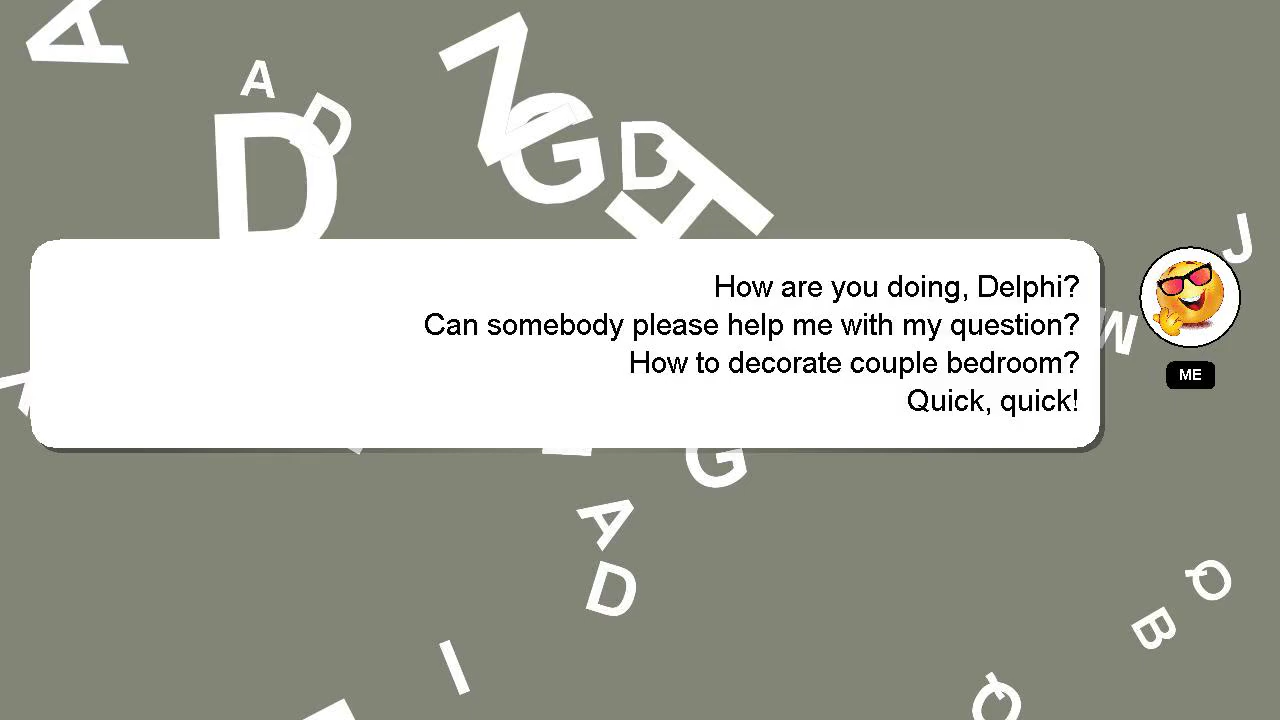 How are you doing, Delphi?
Can somebody please help me with my question?
How to decorate couple bedroom?
Quick, quick!
ME
A
A
D
D
Z
G
D
H
J
M
G
A
D
I
Q
B
Q